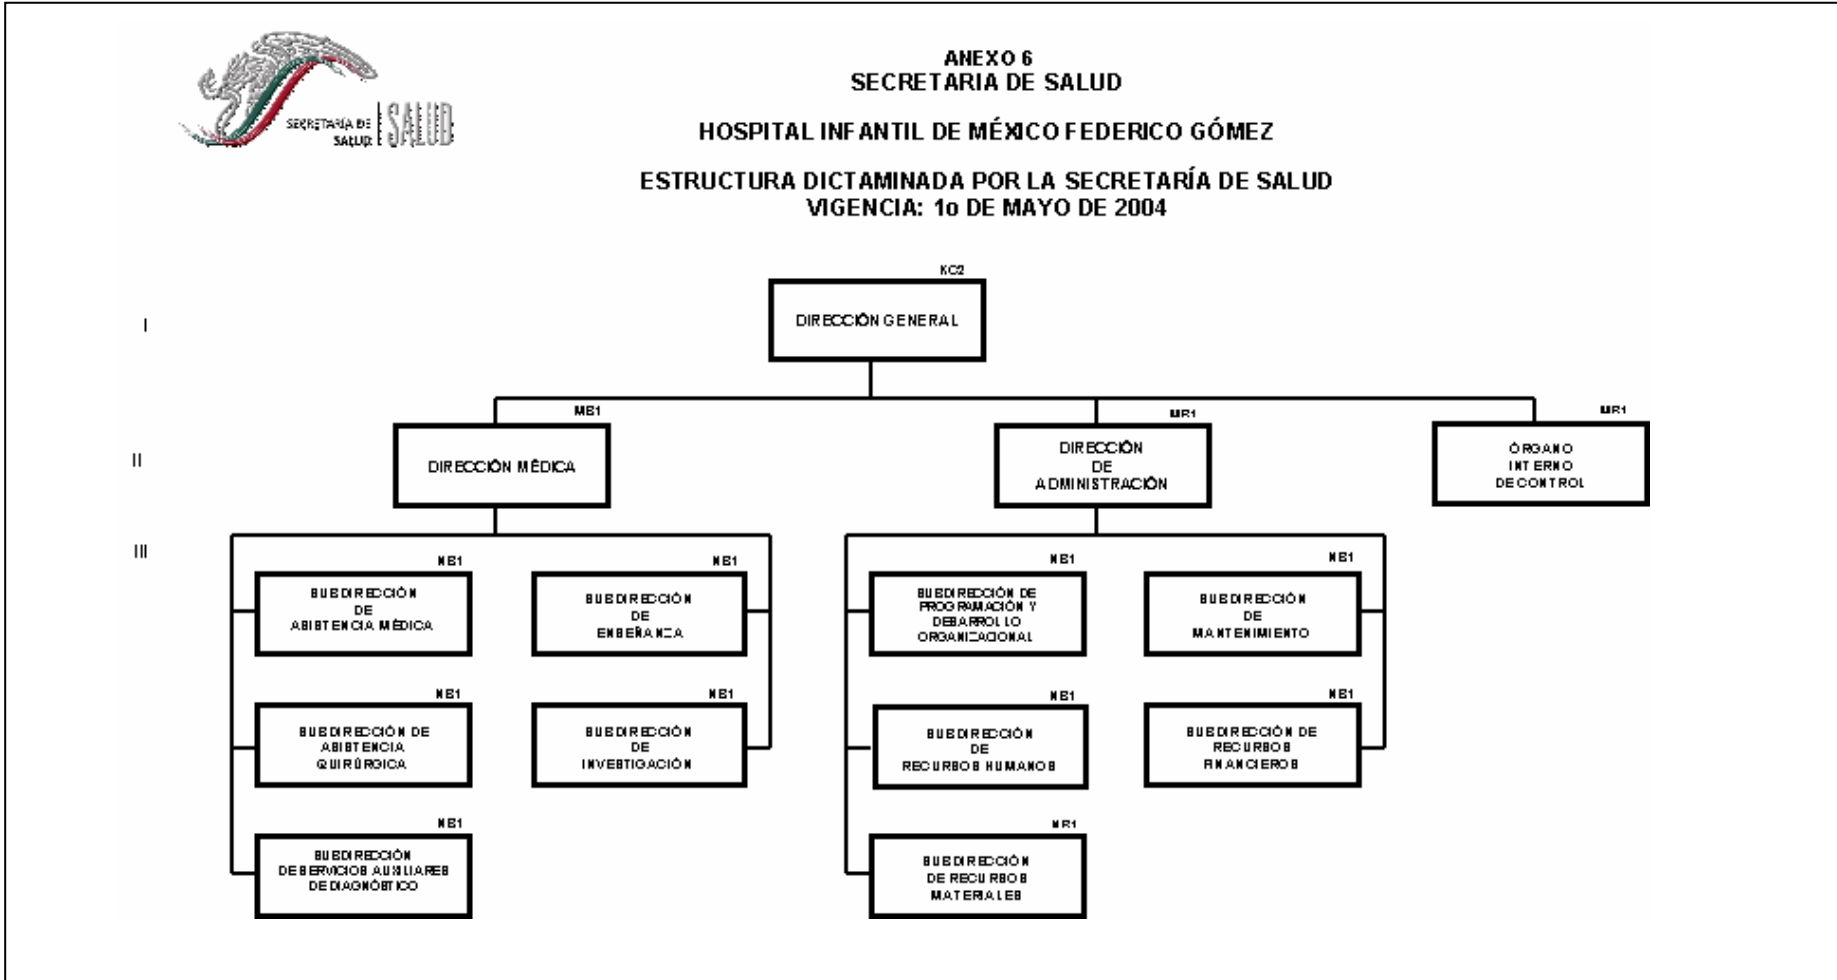 SECRETARÍA DE
SALUD
SALUD
ANEXO 6
SECRETARIA DE SALUD
HOSPITAL INFANTIL DE MÉXICO FEDERICO GÓMEZ
ESTRUCTURA DICTAMINADA POR LA SECRETARÍA DE SALUD
VIGENCIA: 1o DE MAYO DE 2004
I
KC2
DIRECCIÓN GENERAL
II
MB1
DIRECCIÓN MÉDICA
MB1
DIRECCIÓN
DE
ADMINISTRACIÓN
MB1
ÓRGANO
INTERNO
DE CONTROL
III
NB1
SUBDIRECCIÓN
DE
ASISTENCIA MÉDICA
NB1
SUBDIRECCIÓN
DE
ENSEÑANZA
NB1
SUBDIRECCIÓN DE
PROGRAMACIÓN Y
DESARROLLO
ORGANIZACIONAL
NB1
SUBDIRECCIÓN
DE
MANTENIMIENTO
NB1
SUBDIRECCIÓN DE
ASISTENCIA
QUIRÚRGICA
NB1
SUBDIRECCIÓN
DE
INVESTIGACIÓN
NB1
SUBDIRECCIÓN
DE
RECURSOS HUMANOS
NB1
SUBDIRECCIÓN DE
RECURSOS
FINANCIEROS
NB1
SUBDIRECCIÓN
DE SERVICIOS AUXILIARES
DE DIAGNÓSTICO
NB1
SUBDIRECCIÓN
DE RECURSOS
MATERIALES